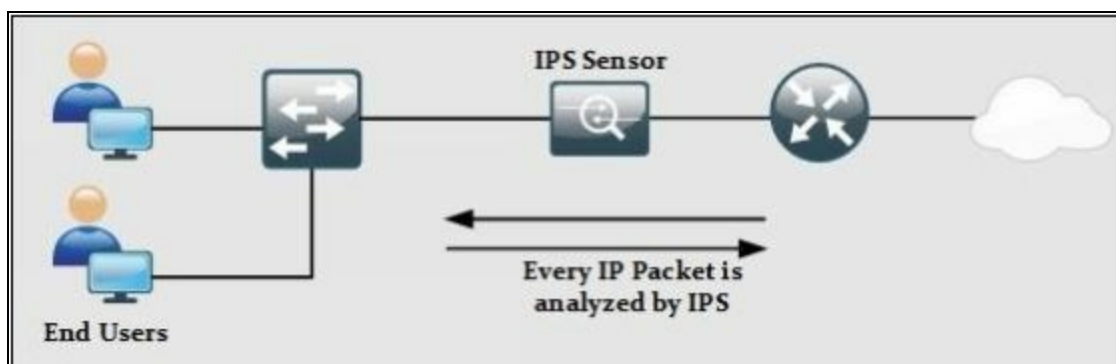 IPS Sensor
Every IP Packet is
analyzed by IPS
End Users